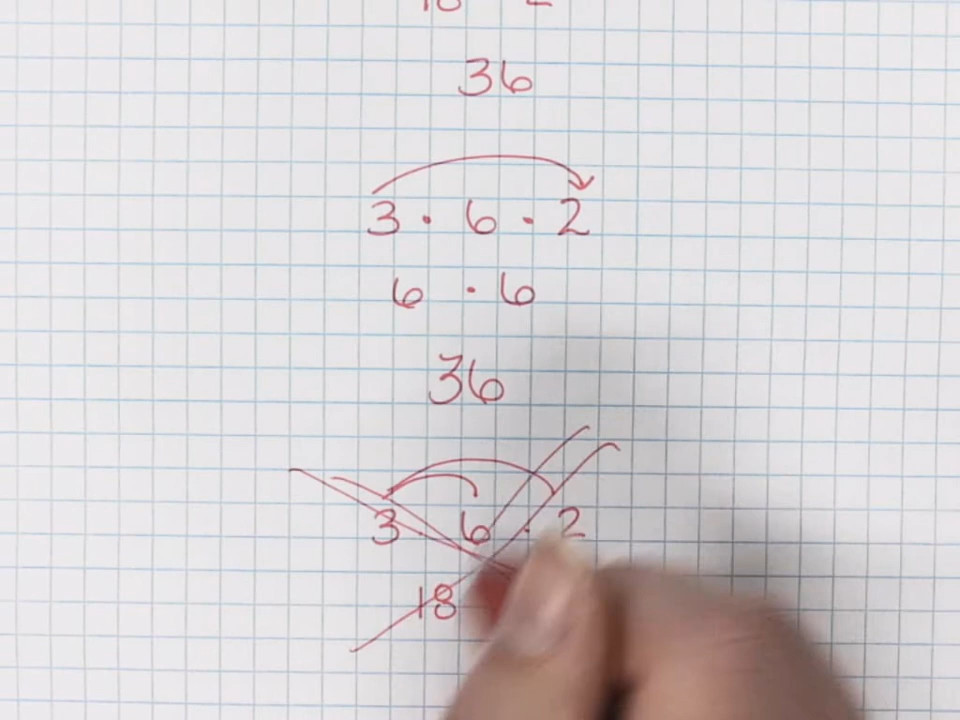 36
3 · 6 · 2
6 · 6
36
3 6 · 2
18